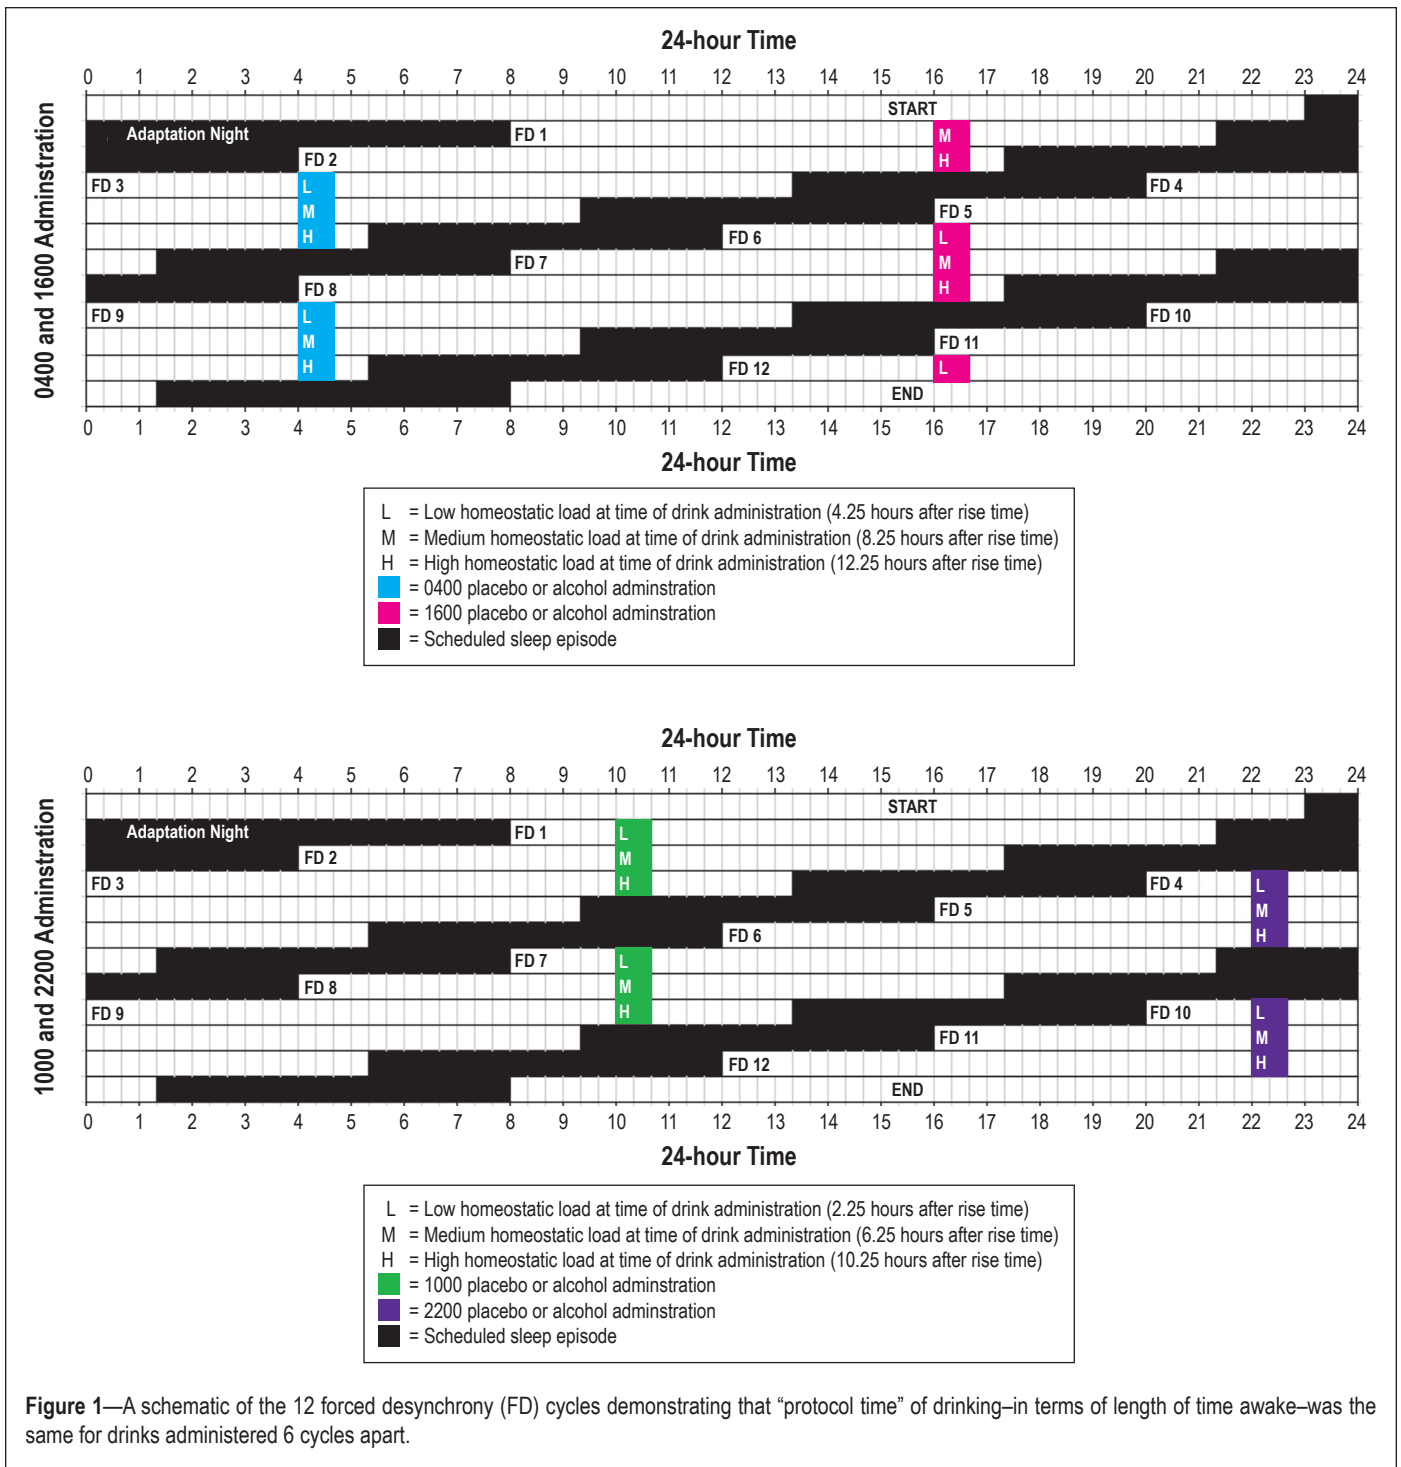 24-hour Time
0 1 2 3 4 5 6 7 8 9 10 11 12 13 14 15 16 17 18 19 20 21 22 23 24
0400 and 1600 Adminstration
START
Adaptation Night FD 1 M
FD 2 H
FD 3 L FD 4
M FD 5
H FD 6 L
FD 7 M
FD 8 H
FD 9 L FD 10
M FD 11
H FD 12 L
END
0 1 2 3 4 5 6 7 8 9 10 11 12 13 14 15 16 17 18 19 20 21 22 23 24
24-hour Time
L = Low homeostatic load at time of drink administration (4.25 hours after rise time)
M = Medium homeostatic load at time of drink administration (8.25 hours after rise time)
H = High homeostatic load at time of drink administration (12.25 hours after rise time)
= 0400 placebo or alcohol adminstration
= 1600 placebo or alcohol adminstration
= Scheduled sleep episode
24-hour Time
0 1 2 3 4 5 6 7 8 9 10 11 12 13 14 15 16 17 18 19 20 21 22 23 24
1000 and 2200 Adminstration
START
Adaptation Night FD 1 L
FD 2 M
FD 3 H FD 4 L
FD 5 M
FD 6 H
FD 7 L
FD 8 M
FD 9 H FD 10 L
FD 11 M
FD 12 H
END
0 1 2 3 4 5 6 7 8 9 10 11 12 13 14 15 16 17 18 19 20 21 22 23 24
24-hour Time
L = Low homeostatic load at time of drink administration (2.25 hours after rise time)
M = Medium homeostatic load at time of drink administration (6.25 hours after rise time)
H = High homeostatic load at time of drink administration (10.25 hours after rise time)
= 1000 placebo or alcohol adminstration
= 2200 placebo or alcohol adminstration
= Scheduled sleep episode
Figure 1—A schematic of the 12 forced desynchrony (FD) cycles demonstrating that “protocol time” of drinking–in terms of length of time awake–was the
same for drinks administered 6 cycles apart.